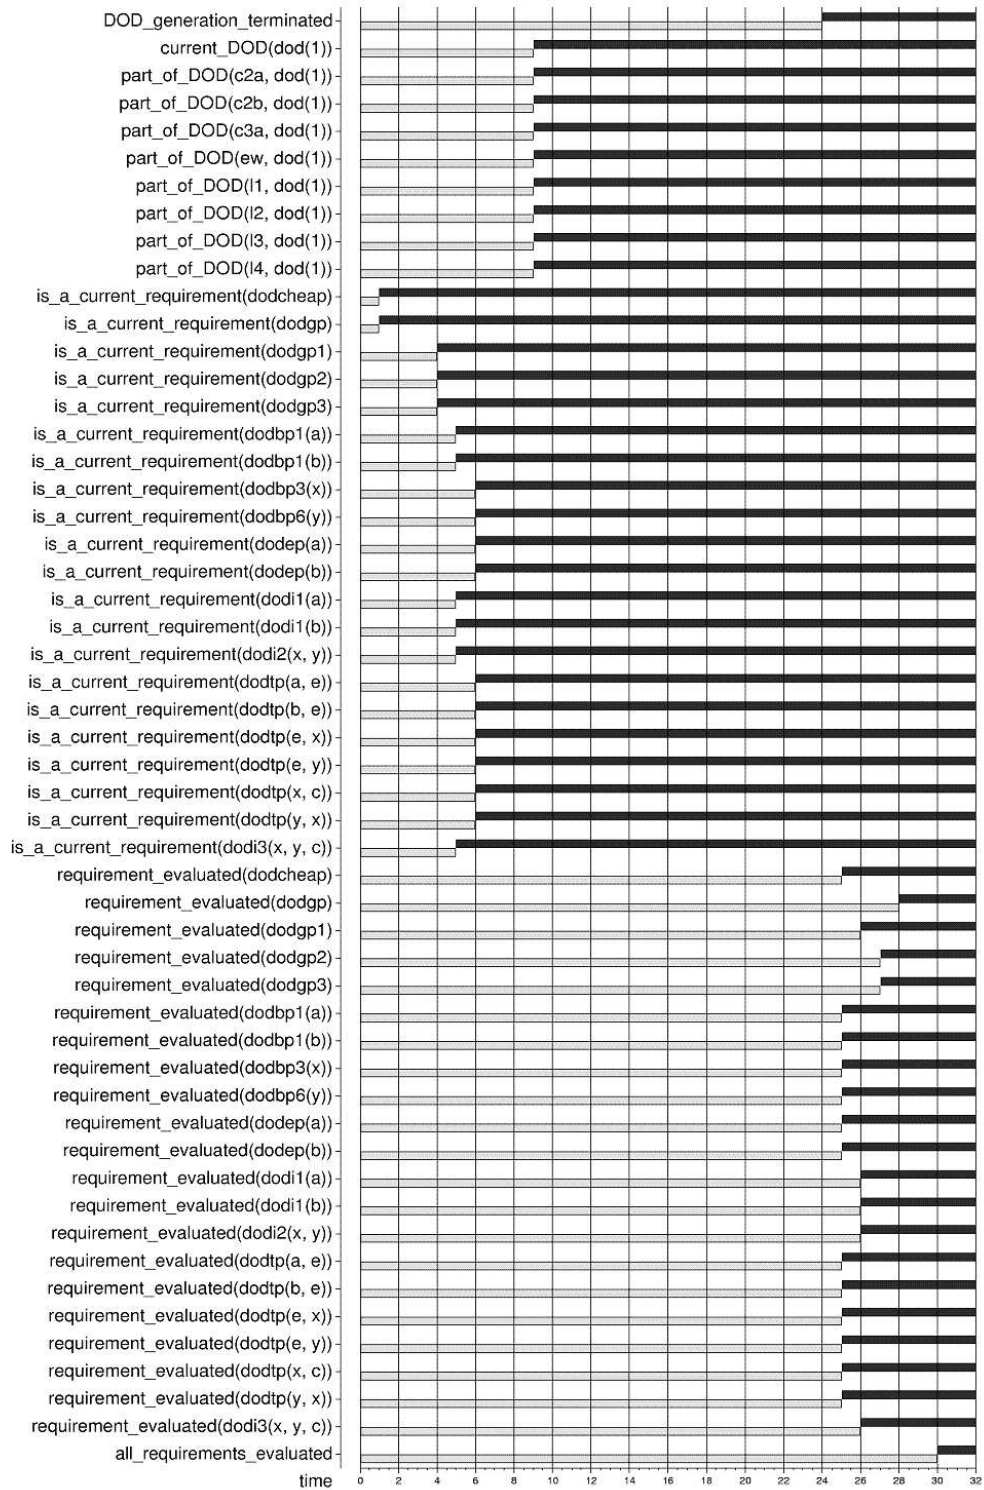 DOD_generation_terminated
current_DOD(dod(1))
part_of_DOD(c2a, dod(1))
part_of_DOD(c2b, dod(1))
part_of_DOD(c3a, dod(1))
part_of_DOD(ew, dod(1))
part_of_DOD(l1, dod(1))
part_of_DOD(l2, dod(1))
part_of_DOD(l3, dod(1))
part_of_DOD(l4, dod(1))
is_a_current_requirement(dodcheap)
is_a_current_requirement(dodgp)
is_a_current_requirement(dodgp1)
is_a_current_requirement(dodgp2)
is_a_current_requirement(dodgp3)
is_a_current_requirement(dodbp1(a))
is_a_current_requirement(dodbp1(b))
is_a_current_requirement(dodbp3(x))
is_a_current_requirement(dodbp6(y))
is_a_current_requirement(dodep(a))
is_a_current_requirement(dodep(b))
is_a_current_requirement(dodi1(a))
is_a_current_requirement(dodi1(b))
is_a_current_requirement(dodi2(x, y))
is_a_current_requirement(dodtp(a, e))
is_a_current_requirement(dodtp(b, e))
is_a_current_requirement(dodtp(e, x))
is_a_current_requirement(dodtp(e, y))
is_a_current_requirement(dodtp(x, c))
is_a_current_requirement(dodtp(y, x))
is_a_current_requirement(dodi3(x, y, c))
requirement_evaluated(dodcheap)
requirement_evaluated(dodgp)
requirement_evaluated(dodgp1)
requirement_evaluated(dodgp2)
requirement_evaluated(dodgp3)
requirement_evaluated(dodbp1(a))
requirement_evaluated(dodbp1(b))
requirement_evaluated(dodbp3(x))
requirement_evaluated(dodbp6(y))
requirement_evaluated(dodep(a))
requirement_evaluated(dodep(b))
requirement_evaluated(dodi1(a))
requirement_evaluated(dodi1(b))
requirement_evaluated(dodi2(x, y))
requirement_evaluated(dodtp(a, e))
requirement_evaluated(dodtp(b, e))
requirement_evaluated(dodtp(e, x))
requirement_evaluated(dodtp(e, y))
requirement_evaluated(dodtp(x, c))
requirement_evaluated(dodtp(y, x))
requirement_evaluated(dodi3(x, y, c))
all_requirements_evaluated
time 0 2 4 6 8 10 12 14 16 18 20 22 24 26 28 30 32